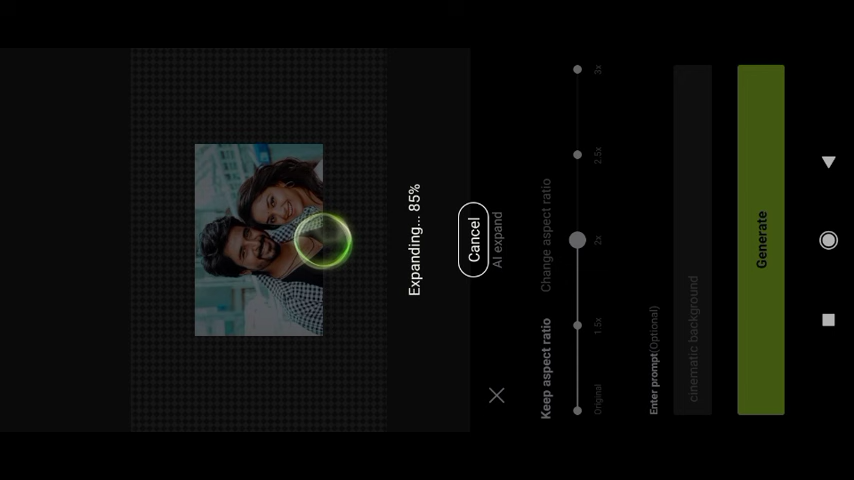 Expanding... 85%
Cancel
AI expand
Keep aspect ratio
Change aspect ratio
Original
1.5x
2x
2.5x
3x
Enter prompt(Optional)
cinematic background
Generate